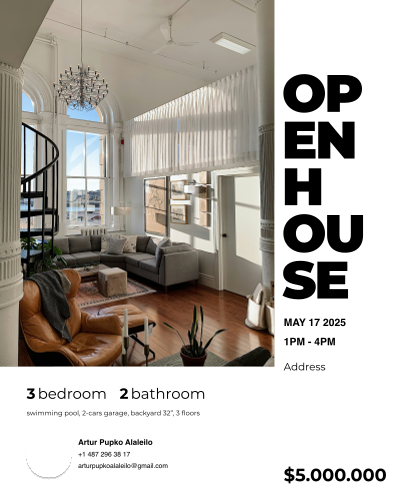 OP
EN
H
OU
SE
MAY 17 2025
1PM - 4PM
Address
3 bedroom 2 bathroom
swimming pool, 2-cars garage, backyard 32", 3 floors
Artur Pupko Alaleilo
+1 487 296 38 17
arturpupkoalaleilo@gmail.com
$5.000.000